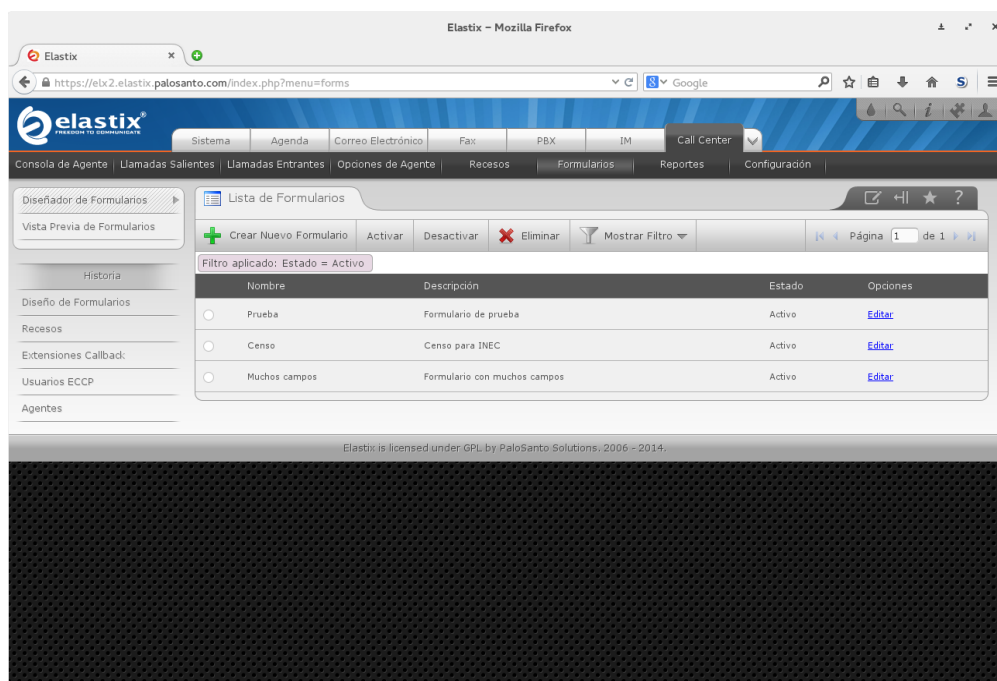 Elastix - Mozilla Firefox
Elastix
https://elx2.elastix.palosanto.com/index.php?menu=forms
Google
elastix®
FREEDOM TO COMMUNICATE
Sistema Agenda Correo Electrónico Fax PBX IM Call Center
Consola de Agente Llamadas Salientes Llamadas Entrantes Opciones de Agente Recesos Formularios Reportes Configuración
Diseñador de Formularios
Vista Previa de Formularios
Historia
Diseño de Formularios
Recesos
Extensiones Callback
Usuarios ECCP
Agentes
Lista de Formularios
Crear Nuevo Formulario Activar Desactivar Eliminar Mostrar Filtro Página 1 de 1
Filtro aplicado: Estado = Activo
Nombre Descripción Estado Opciones
Prueba Formulario de prueba Activo Editar
Censo Censo para INEC Activo Editar
Muchos campos Formulario con muchos campos Activo Editar
Elastix is licensed under GPL by PaloSanto Solutions. 2006 - 2014.